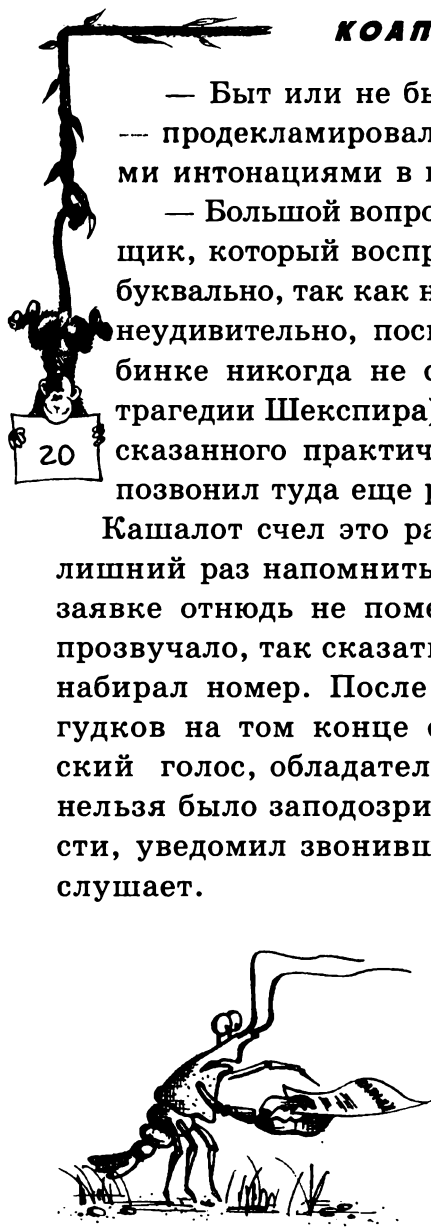 КОАП
— Быт или не бы
— продекламировал
ми интонациями в
— Большой вопро
щик, который воспр
буквально, так как н
неудивительно, пос
бинке никогда не с
трагедии Шекспира)
сказанного практич
позвонил туда еще р
Кашалот счел это ра
лишний раз напомнить
заявке отнюдь не поме
прозвучало, так сказать
набирал номер. После
гудков на том конце
ский голос, обладател
нельзя было заподозри
сти, уведомил звонивш
слушает.
20